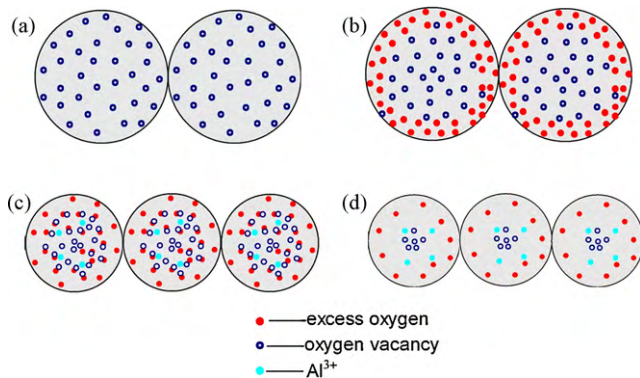 (a)
(b)
(c)
(d)
excess oxygen
oxygen vacancy
Al3+